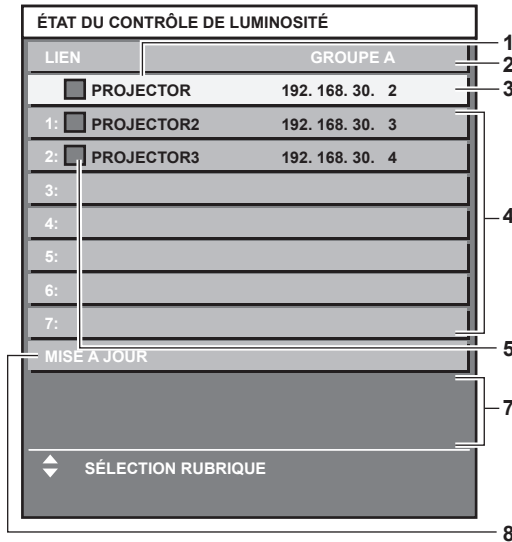 ÉTAT DU CONTRÔLE DE LUMINOSITÉ
LIEN GROUPE A
PROJECTOR 192. 168. 30. 2
1: PROJECTOR2 192. 168. 30. 3
2: PROJECTOR3 192. 168. 30. 4
3:
4:
5:
6:
7:
MISE À JOUR
SÉLECTION RUBRIQUE
1
2
3
4
5
7
8